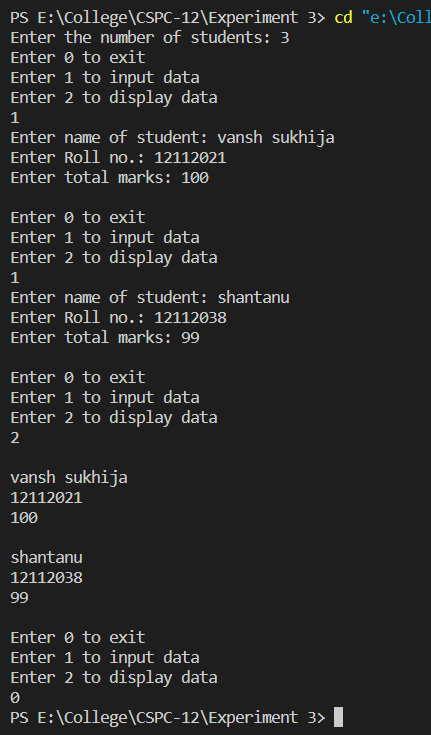 PS E:\College\CSPC-12\Experiment 3> cd "e:\Coll
Enter the number of students: 3
Enter 0 to exit
Enter 1 to input data
Enter 2 to display data
1
Enter name of student: vansh sukhija
Enter Roll no.: 12112021
Enter total marks: 100

Enter 0 to exit
Enter 1 to input data
Enter 2 to display data
1
Enter name of student: shantanu
Enter Roll no.: 12112038
Enter total marks: 99

Enter 0 to exit
Enter 1 to input data
Enter 2 to display data
2

vansh sukhija
12112021
100

shantanu
12112038
99

Enter 0 to exit
Enter 1 to input data
Enter 2 to display data
0
PS E:\College\CSPC-12\Experiment 3>